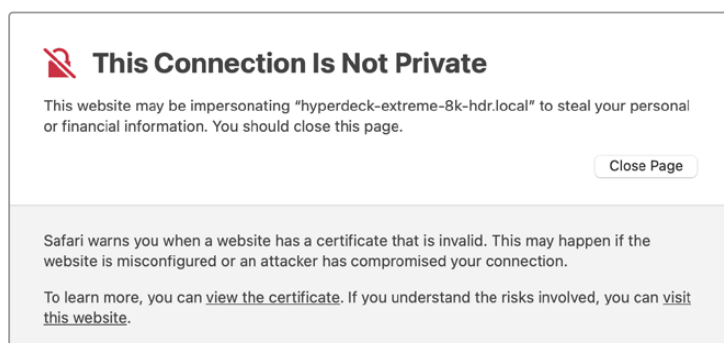 This Connection Is Not Private
This website may be impersonating “hyperdeck-extreme-8k-hdr.local” to steal your personal
or financial information. You should close this page.
Close Page
Safari warns you when a website has a certificate that is invalid. This may happen if the
website is misconfigured or an attacker has compromised your connection.
To learn more, you can view the certificate. If you understand the risks involved, you can visit
this website.